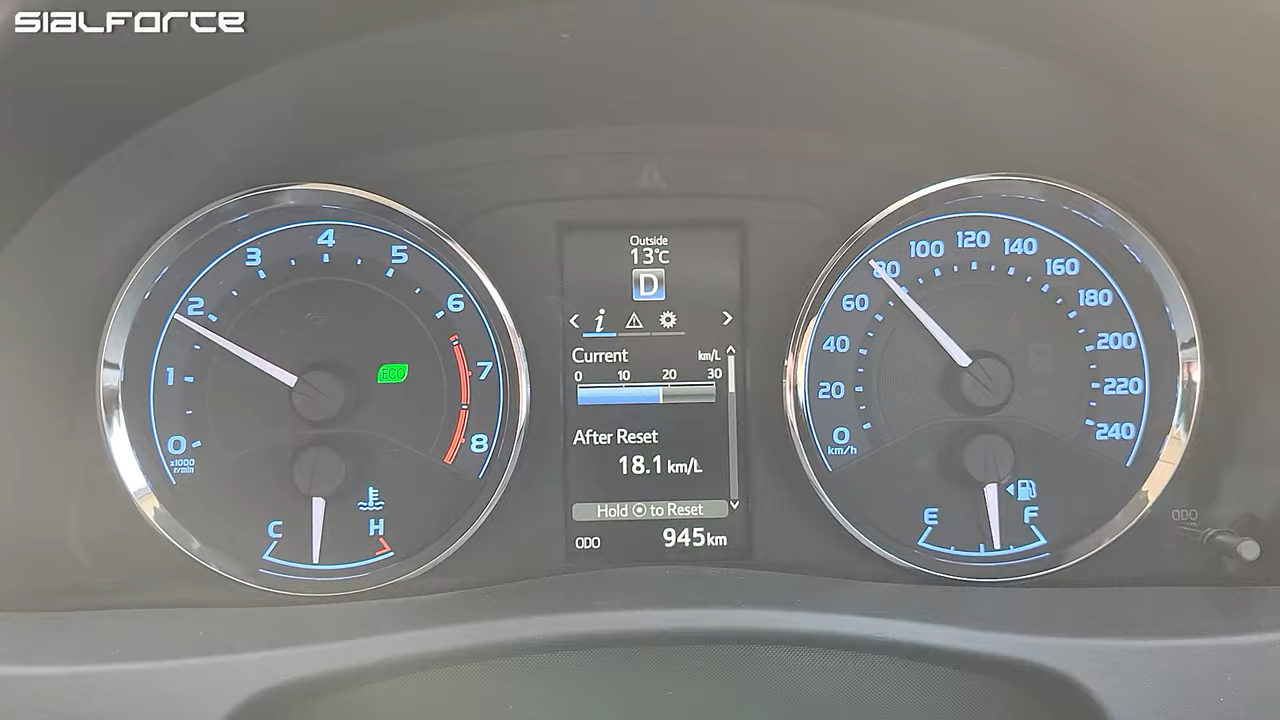 SIALFORCE
0
1
2
3
4
5
6
7
8
x1000
r/min
ECO
C
H
Outside
13°C
D
i
Current km/L
0 10 20 30
After Reset
18.1 km/L
Hold to Reset
ODO 945 km
0
20
40
60
80
100
120
140
160
180
200
220
240
km/h
E
F
ODO